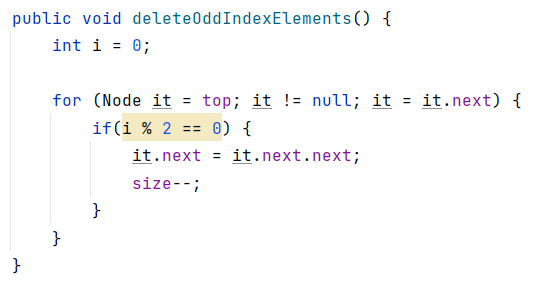 public void deleteOddIndexElements() {
int i = 0;
for (Node it = top; it != null; it = it.next) {
if(i % 2 == 0) {
it.next = it.next.next;
size--;
}
}
}